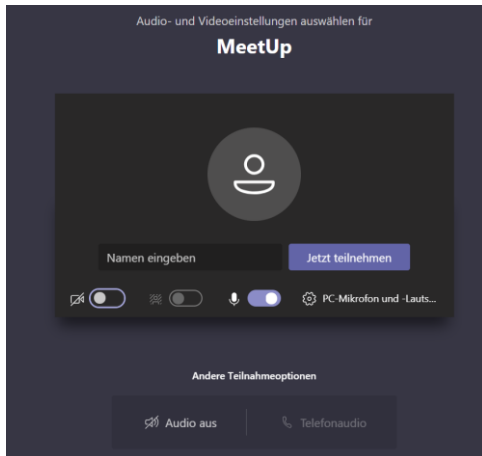 Audio- und Videoeinstellungen auswählen für
MeetUp
Namen eingeben
Jetzt teilnehmen
PC-Mikrofon und -Lauts...
Andere Teilnahmeoptionen
Audio aus
Telefonaudio